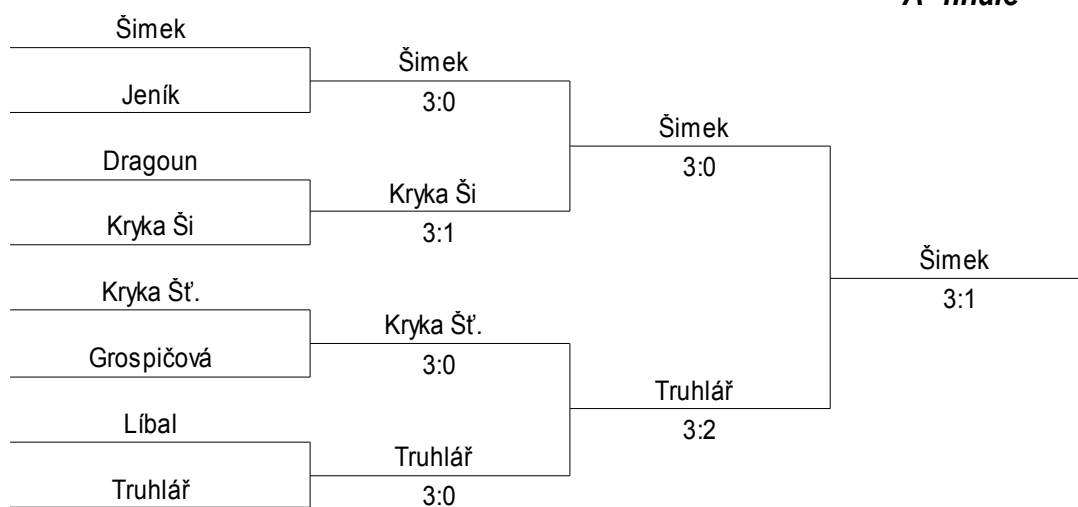 Šimek
Jeník
Dragoun
Kryka Ši
Kryka Šť.
Grospičová
Líbal
Truhlář
Šimek
3:0
Kryka Ši
3:1
Kryka Šť.
3:0
Truhlář
3:0
Šimek
3:0
Truhlář
3:2
Šimek
3:1